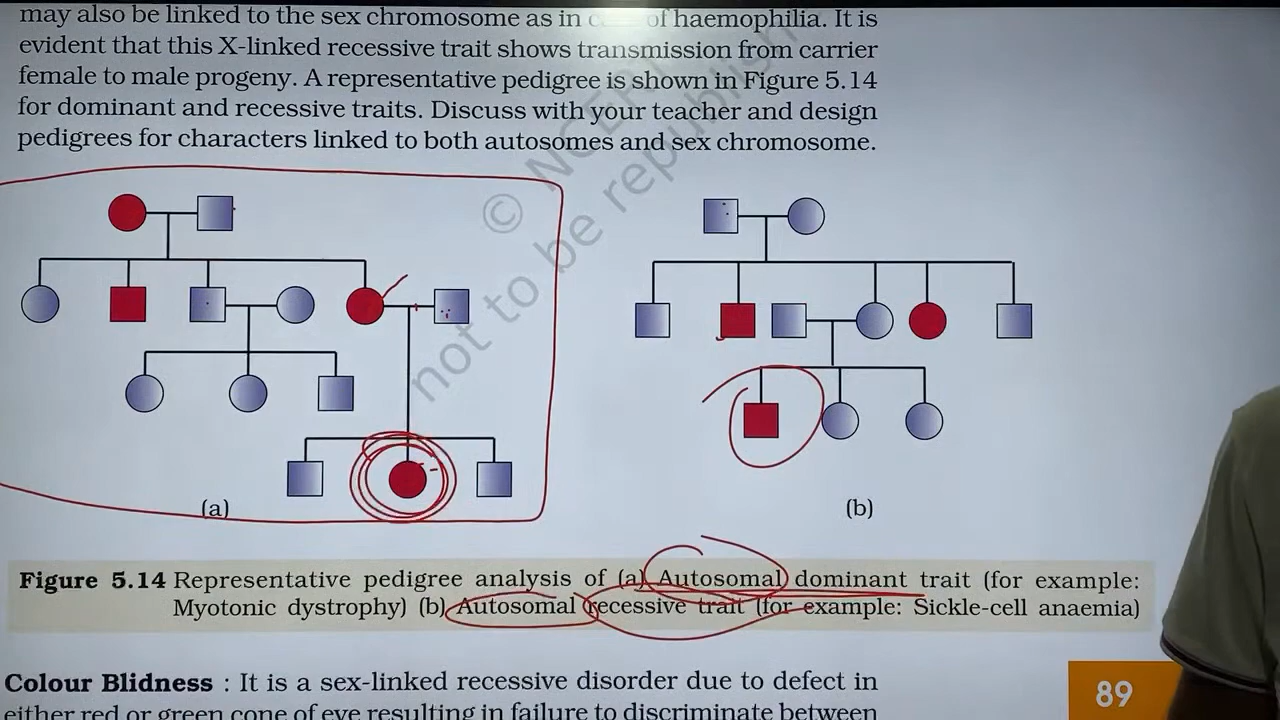 may also be linked to the sex chromosome as in of haemophilia. It is
evident that this X-linked recessive trait shows transmission from carrier
female to male progeny. A representative pedigree is shown in Figure 5.14
for dominant and recessive traits. Discuss with your teacher and design
pedigrees for characters linked to both autosomes and sex chromosome.
© NCERT
not to be republish
(a)
(b)
Figure 5.14 Representative pedigree analysis of (a) Autosomal dominant trait (for example:
Myotonic dystrophy) (b) Autosomal recessive trait (for example: Sickle-cell anaemia)
Colour Blidness : It is a sex-linked recessive disorder due to defect in
either red or green cone of eye resulting in failure to discriminate between
89